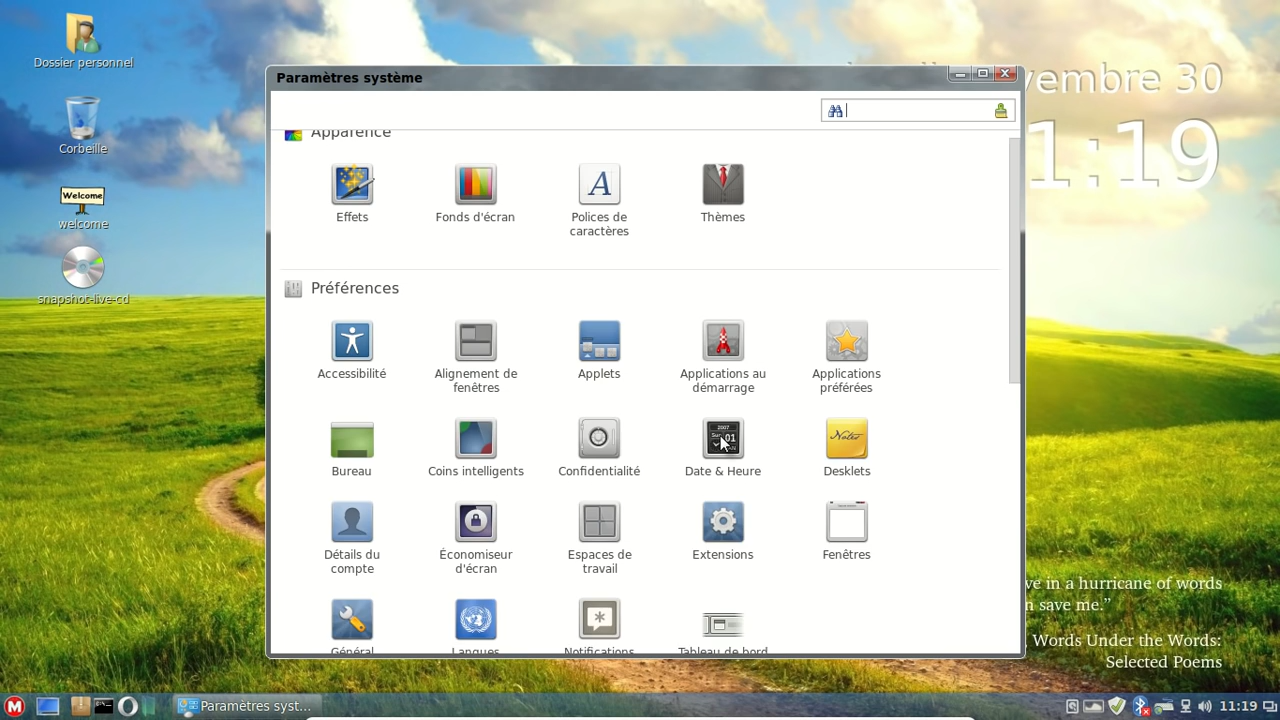 Dossier personnel
Corbeille
Welcome
welcome
snapshot-live-cd
Paramètres système
vembre 30
1:19
Apparence
Effets
Fonds d'écran
Polices de
caractères
Thèmes
Préférences
Accessibilité
Alignement de
fenêtres
Applets
Applications au
démarrage
Applications
préférées
Bureau
Coins intelligents
Confidentialité
2007
01
Date & Heure
Notes
Desklets
Détails du
compte
Économiseur
d'écran
Espaces de
travail
Extensions
Fenêtres
Général
Langues
Notifications
Tableau de bord
ve in a hurricane of words
n save me.”
Words Under the Words:
Selected Poems
Paramètres syst...
11:19